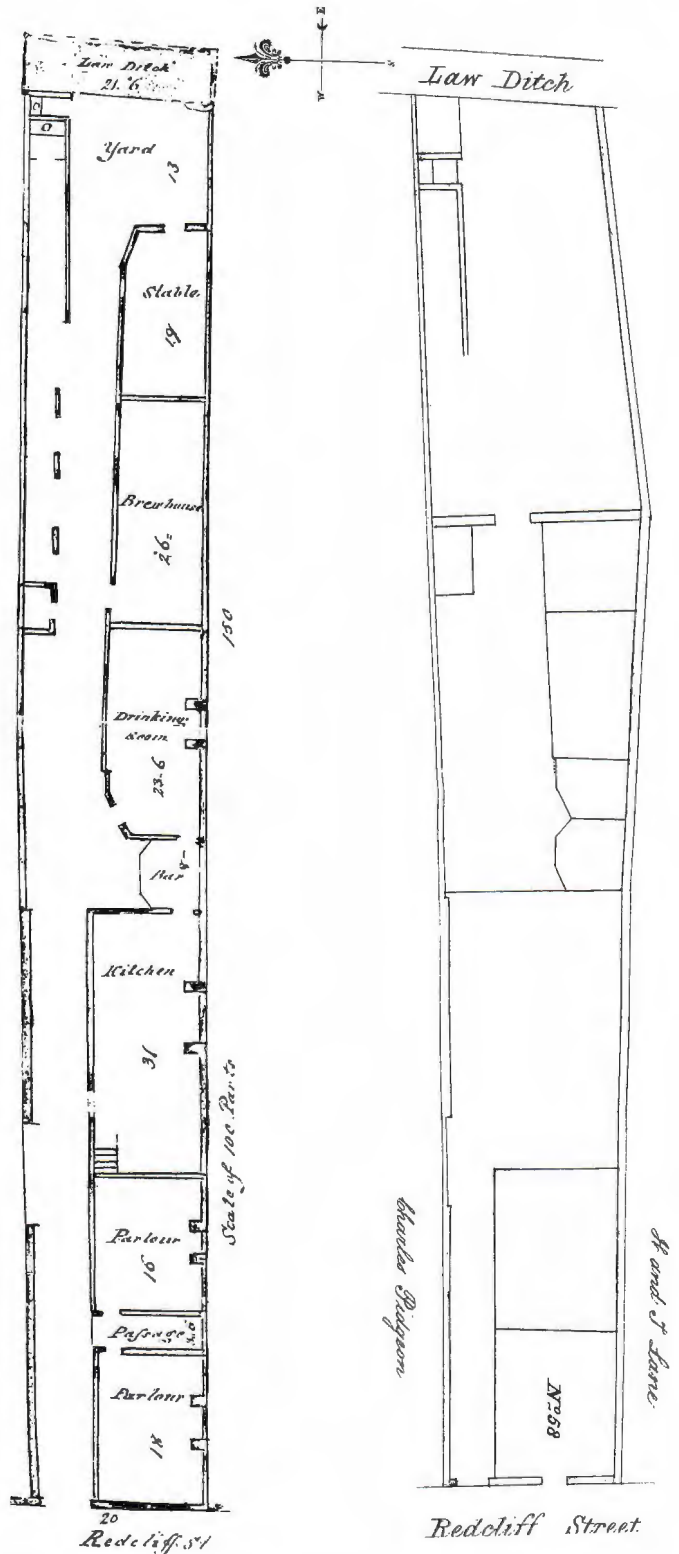 Law Ditch
21.6
Yard
13
Stable
19
Brewhouse
26=
150
Drinking
Room
23-6
Bar
8-
Kitchen
31
Scale of 100 Parts
Parlour
16
Passage
Parlour
18
20
Redcliff St
E
W
Law Ditch
Charles Pidgeon
H and J Lane.
No 68
Redcliff Street